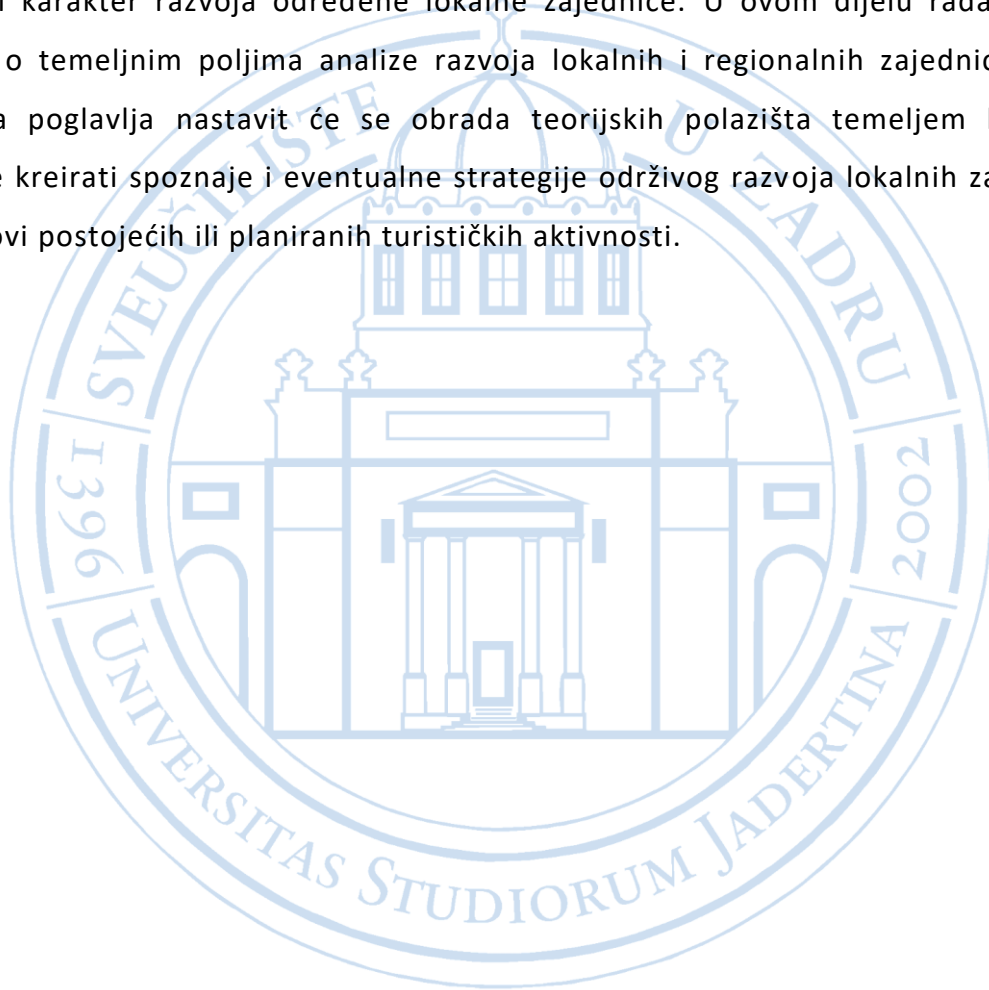 karakter razvoja određene lokalne zajednice. U ovom dijelu rada
o temeljnim poljima analize razvoja lokalnih i regionalnih zajednic
a poglavlja nastavit će se obrada teorijskih polazišta temeljem
e kreirati spoznaje i eventualne strategije održivog razvoja lokalnih za
ovi postojećih ili planiranih turističkih aktivnosti.
SVEUČILIŠTE U ZADRU
1396
2002
UNIVERSITAS STUDIORUM JADERTINA